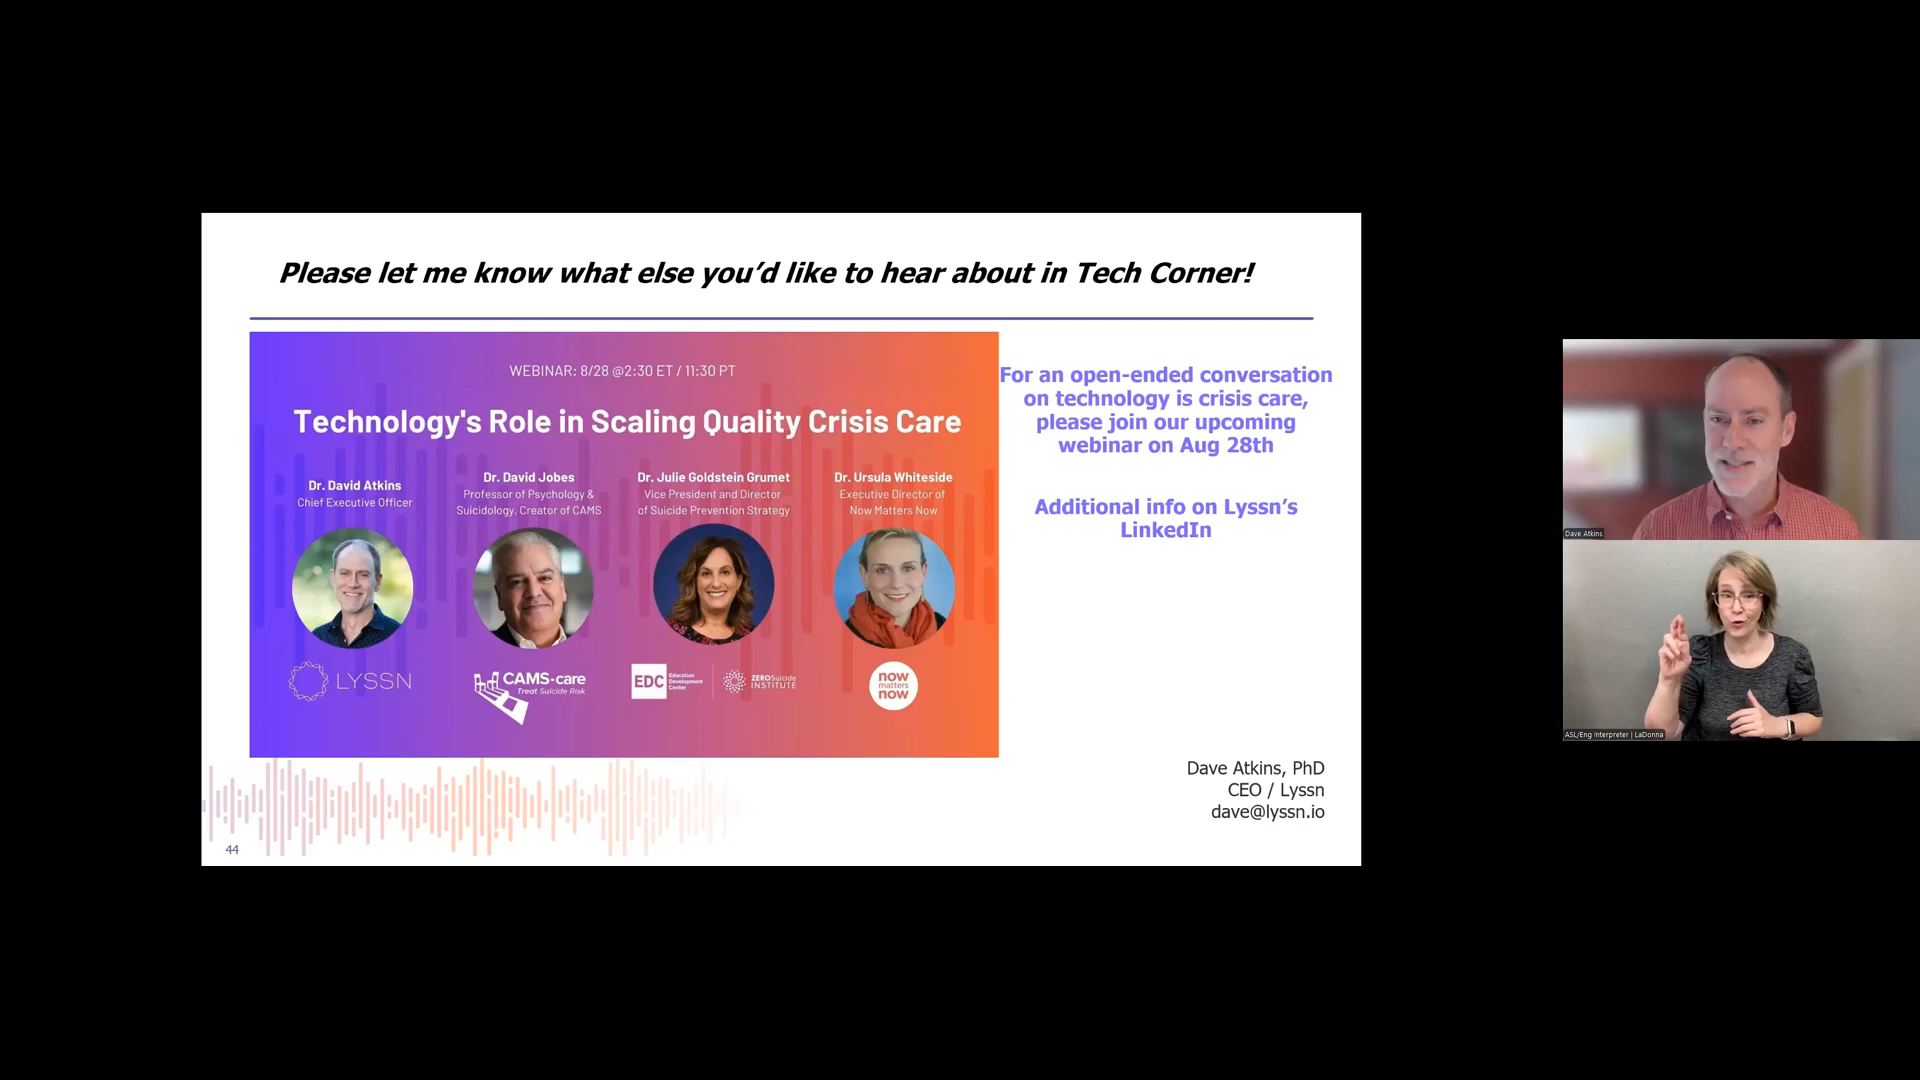 Please let me know what else you’d like to hear about in Tech Corner!
WEBINAR: 8/28 @2:30 ET / 11:30 PT
Technology's Role in Scaling Quality Crisis Care
Dr. David Atkins
Chief Executive Officer
Dr. David Jobes
Professor of Psychology &
Suicidology, Creator of CAMS
Dr. Julie Goldstein Grumet
Vice President and Director
of Suicide Prevention Strategy
Dr. Ursula Whiteside
Executive Director of
Now Matters Now
LYSSN
CAMS-care
Treat Suicide Risk
EDC
Education
Development
Center
ZEROSuicide
INSTITUTE
now
matters
now
For an open-ended conversation
on technology is crisis care,
please join our upcoming
webinar on Aug 28th
Additional info on Lyssn’s
LinkedIn
Dave Atkins, PhD
CEO / Lyssn
dave@lyssn.io
44
Dave Atkins
ASL/Eng Interpreter | LaDonna